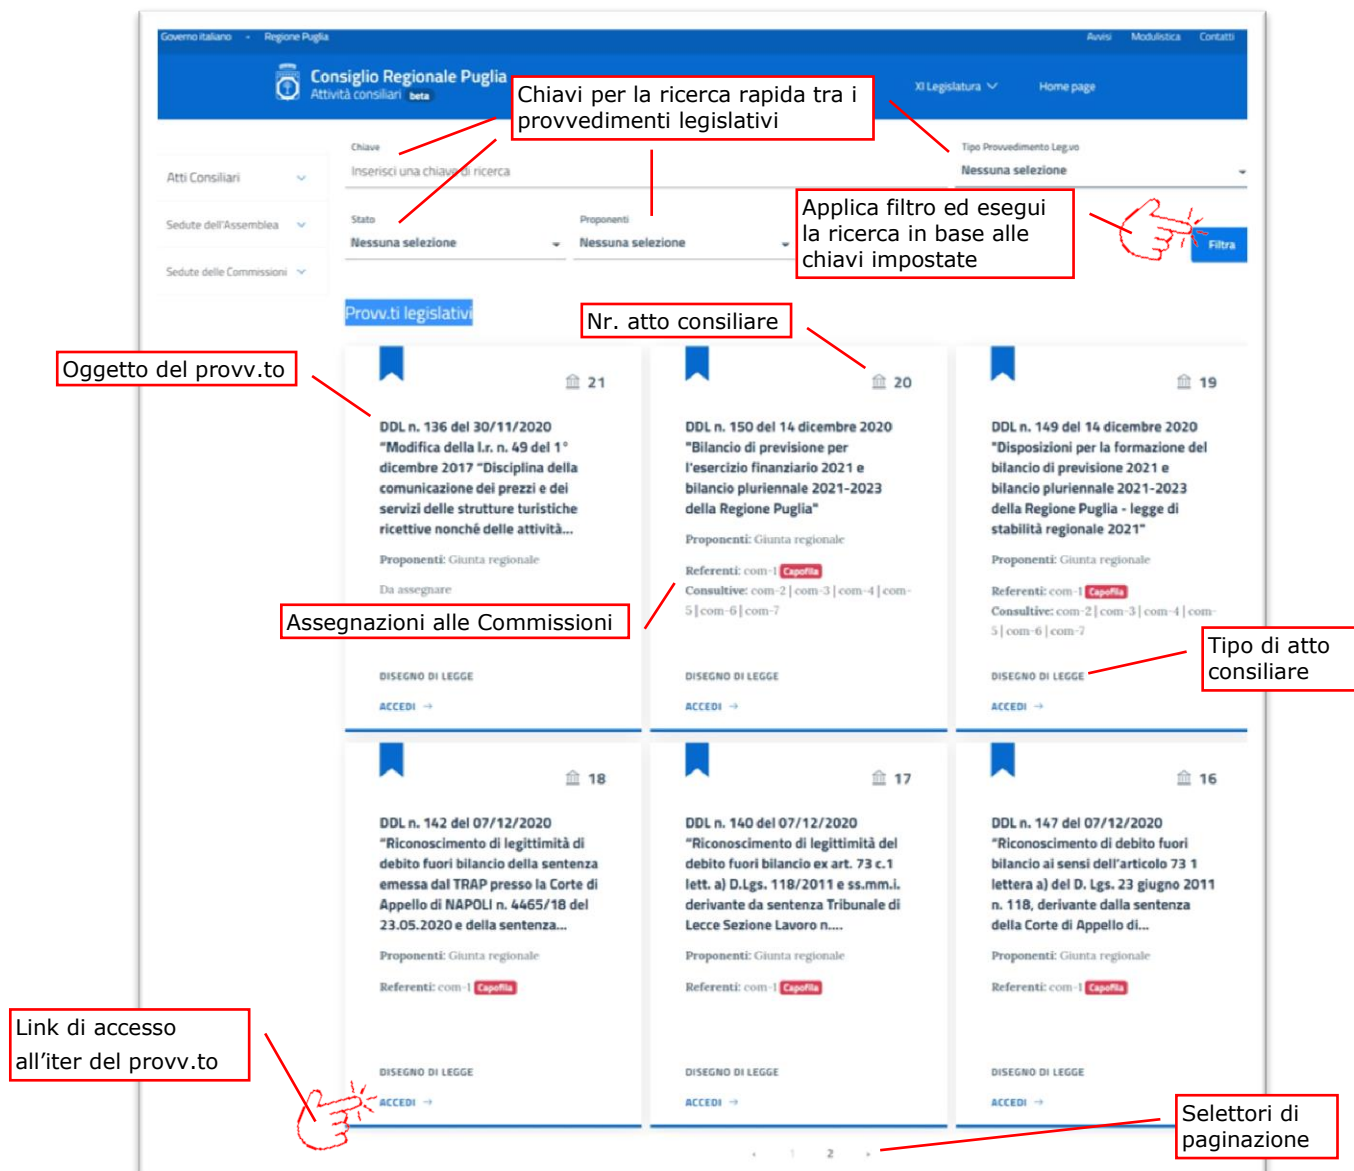 Governo italiano - Regione Puglia
Avvisi Modulistica Contatti
Consiglio Regionale Puglia
Attività consiliari beta
XI Legislatura
Home page
Chiavi per la ricerca rapida tra i
provvedimenti legislativi
Atti Consiliari
Sedute dell'Assemblea
Sedute delle Commissioni
Chiave
Inserisci una chiave di ricerca
Tipo Provvedimento Leg.vo
Nessuna selezione
Stato
Nessuna selezione
Proponenti
Nessuna selezione
Applica filtro ed esegui
la ricerca in base alle
chiavi impostate
Filtra
Provv.ti legislativi
Nr. atto consiliare
Oggetto del provv.to
21
DDL n. 136 del 30/11/2020
"Modifica della l.r. n. 49 del 1°
dicembre 2017 "Disciplina della
comunicazione dei prezzi e dei
servizi delle strutture turistiche
ricettive nonché delle attività...
Proponenti: Giunta regionale
Da assegnare
DISEGNO DI LEGGE
ACCEDI →
20
DDL n. 150 del 14 dicembre 2020
"Bilancio di previsione per
l'esercizio finanziario 2021 e
bilancio pluriennale 2021-2023
della Regione Puglia"
Proponenti: Giunta regionale
Referenti: com-1 Capofila
Consultive: com-2 | com-3 | com-4 | com-
5 | com-6 | com-7
DISEGNO DI LEGGE
ACCEDI →
19
DDL n. 149 del 14 dicembre 2020
"Disposizioni per la formazione del
bilancio di previsione 2021 e
bilancio pluriennale 2021-2023
della Regione Puglia - legge di
stabilità regionale 2021"
Proponenti: Giunta regionale
Referenti: com-1 Capofila
Consultive: com-2 | com-3 | com-4 | com-
5 | com-6 | com-7
DISEGNO DI LEGGE
ACCEDI →
Assegnazioni alle Commissioni
Tipo di atto
consiliare
18
DDL n. 142 del 07/12/2020
"Riconoscimento di legittimità di
debito fuori bilancio della sentenza
emessa dal TRAP presso la Corte di
Appello di NAPOLI n. 4465/18 del
23.05.2020 e della sentenza...
Proponenti: Giunta regionale
Referenti: com-1 Capofila
DISEGNO DI LEGGE
ACCEDI →
17
DDL n. 140 del 07/12/2020
"Riconoscimento di legittimità del
debito fuori bilancio ex art. 73 c.1
lett. a) D.Lgs. 118/2011 e ss.mm.i.
derivante da sentenza Tribunale di
Lecce Sezione Lavoro n....
Proponenti: Giunta regionale
Referenti: com-1 Capofila
DISEGNO DI LEGGE
ACCEDI →
16
DDL n. 147 del 07/12/2020
"Riconoscimento di debito fuori
bilancio ai sensi dell'articolo 73 1
lettera a) del D. Lgs. 23 giugno 2011
n. 118, derivante dalla sentenza
della Corte di Appello di...
Proponenti: Giunta regionale
Referenti: com-1 Capofila
DISEGNO DI LEGGE
ACCEDI →
Link di accesso
all'iter del provv.to
Selettori di
paginazione
1 2